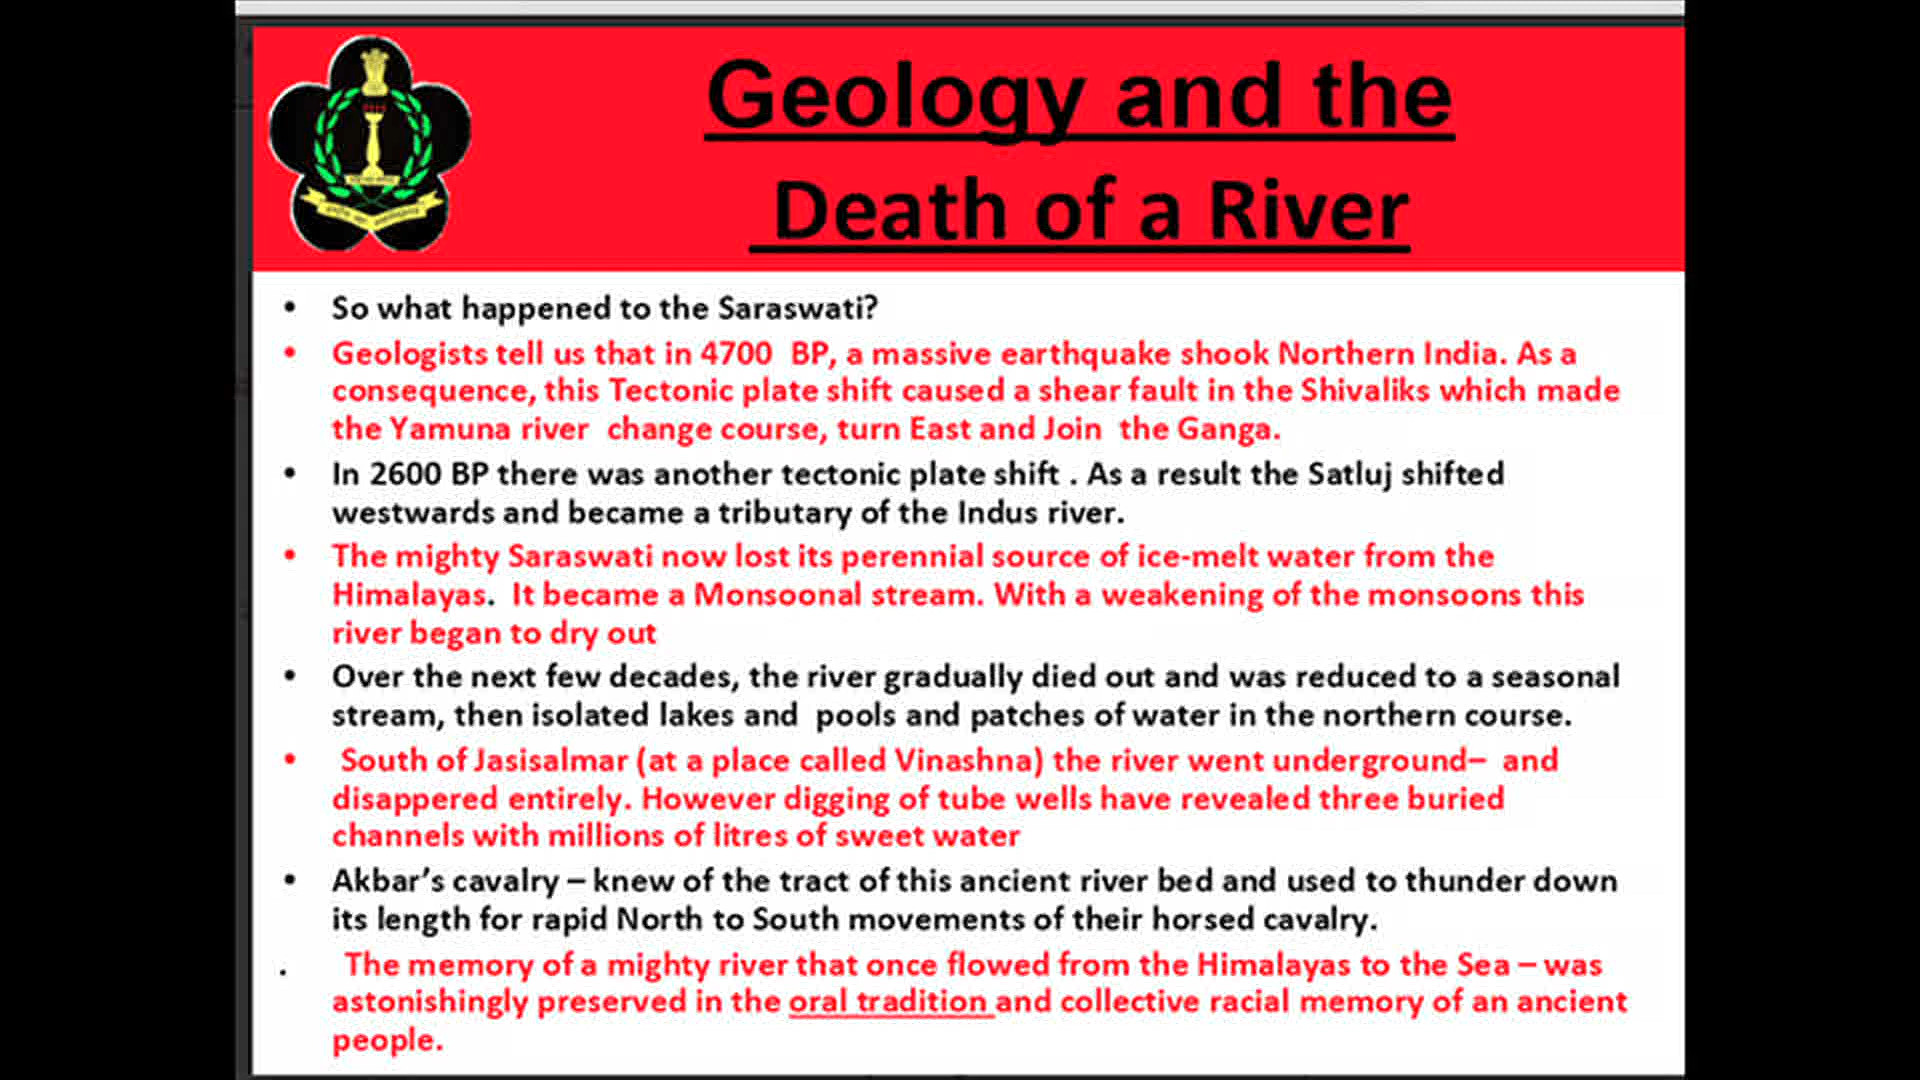 Geology and the
Death of a River
• So what happened to the Saraswati?
• Geologists tell us that in 4700 BP, a massive earthquake shook Northern India. As a
consequence, this Tectonic plate shift caused a shear fault in the Shivaliks which made
the Yamuna river change course, turn East and Join the Ganga.
• In 2600 BP there was another tectonic plate shift . As a result the Satluj shifted
westwards and became a tributary of the Indus river.
• The mighty Saraswati now lost its perennial source of ice-melt water from the
Himalayas. It became a Monsoonal stream. With a weakening of the monsoons this
river began to dry out
• Over the next few decades, the river gradually died out and was reduced to a seasonal
stream, then isolated lakes and pools and patches of water in the northern course.
• South of Jasisalmar (at a place called Vinashna) the river went underground– and
disappered entirely. However digging of tube wells have revealed three buried
channels with millions of litres of sweet water
• Akbar’s cavalry – knew of the tract of this ancient river bed and used to thunder down
its length for rapid North to South movements of their horsed cavalry.
. The memory of a mighty river that once flowed from the Himalayas to the Sea – was
astonishingly preserved in the oral tradition and collective racial memory of an ancient
people.